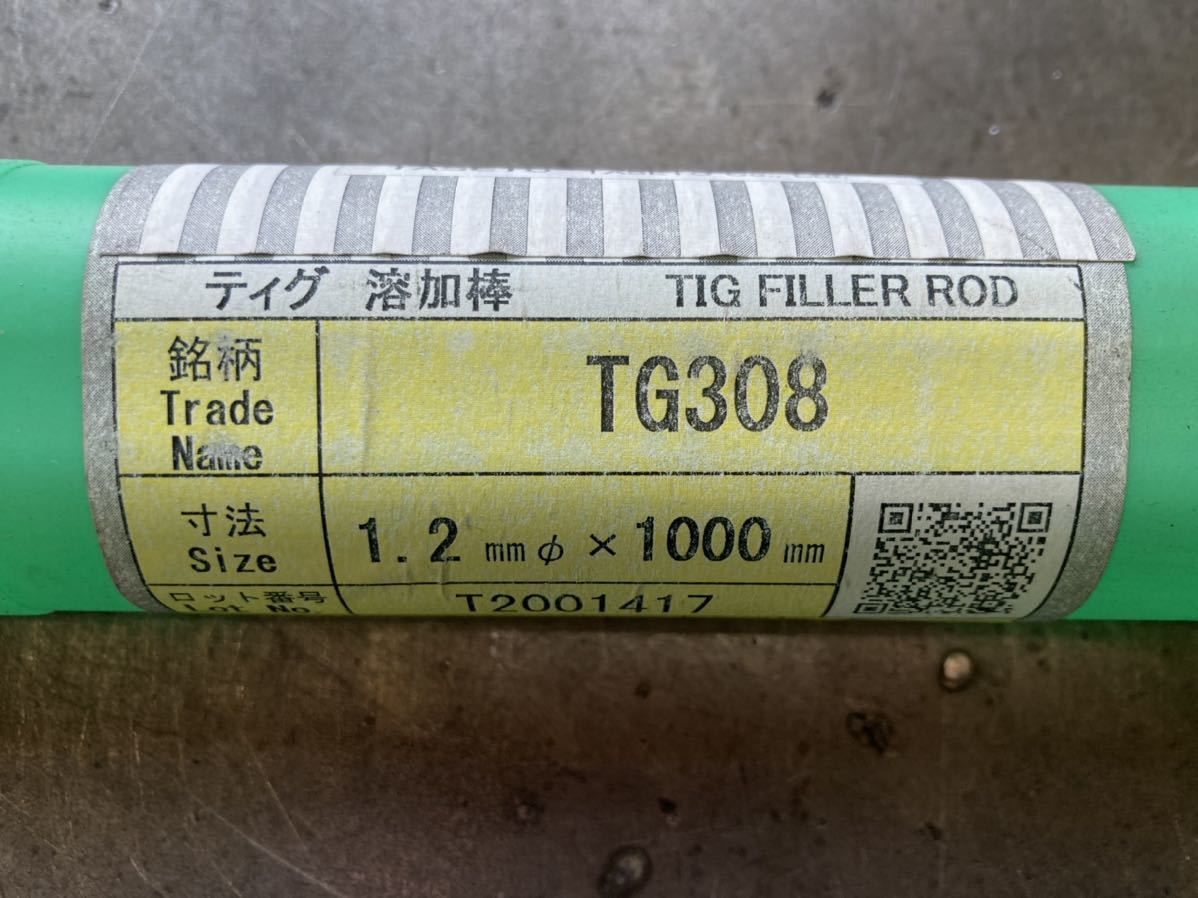 ティグ 溶加棒 TIG FILLER ROD
銘柄
Trade
Name
TG308
寸法
Size
1.2 mmφ × 1000 mm
ロット番号
Lot No.
T2001417